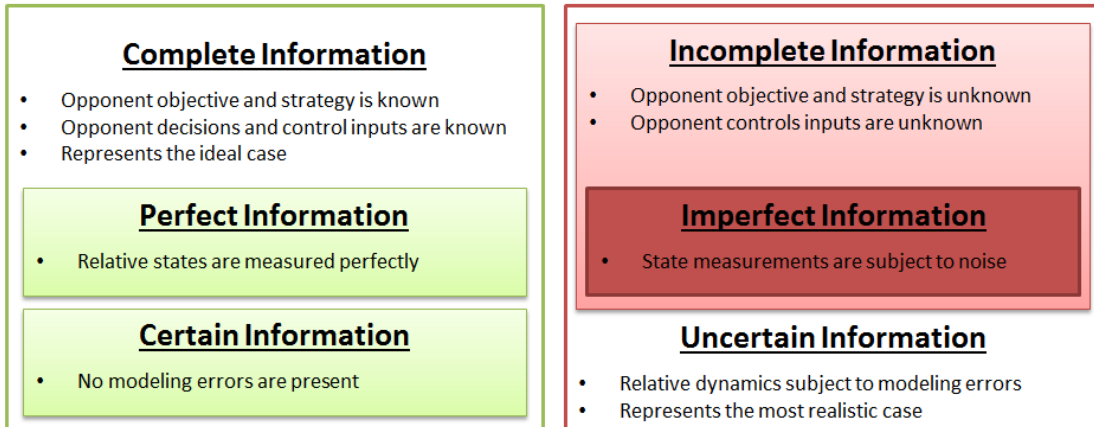 Complete Information
• Opponent objective and strategy is known
• Opponent decisions and control inputs are known
• Represents the ideal case
Perfect Information
• Relative states are measured perfectly
Certain Information
• No modeling errors are present
Incomplete Information
• Opponent objective and strategy is unknown
• Opponent controls inputs are unknown
Imperfect Information
• State measurements are subject to noise
Uncertain Information
• Relative dynamics subject to modeling errors
• Represents the most realistic case